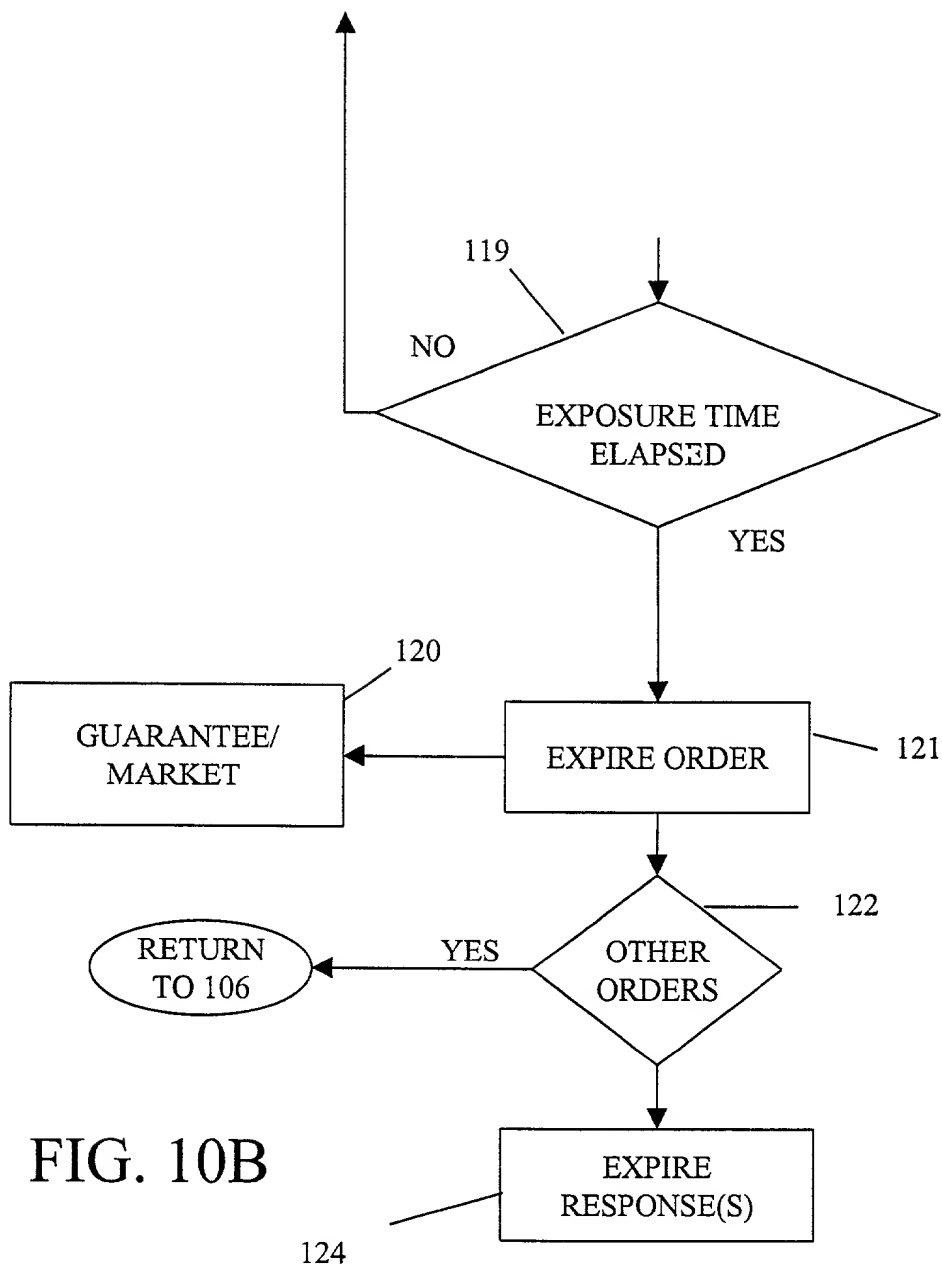 119
NO
EXPOSURE TIME
ELAPSED
YES
120
GUARANTEE/
MARKET
EXPIRE ORDER
121
122
RETURN
TO 106
YES
OTHER
ORDERS
FIG. 10B
EXPIRE
RESPONSE(S)
124